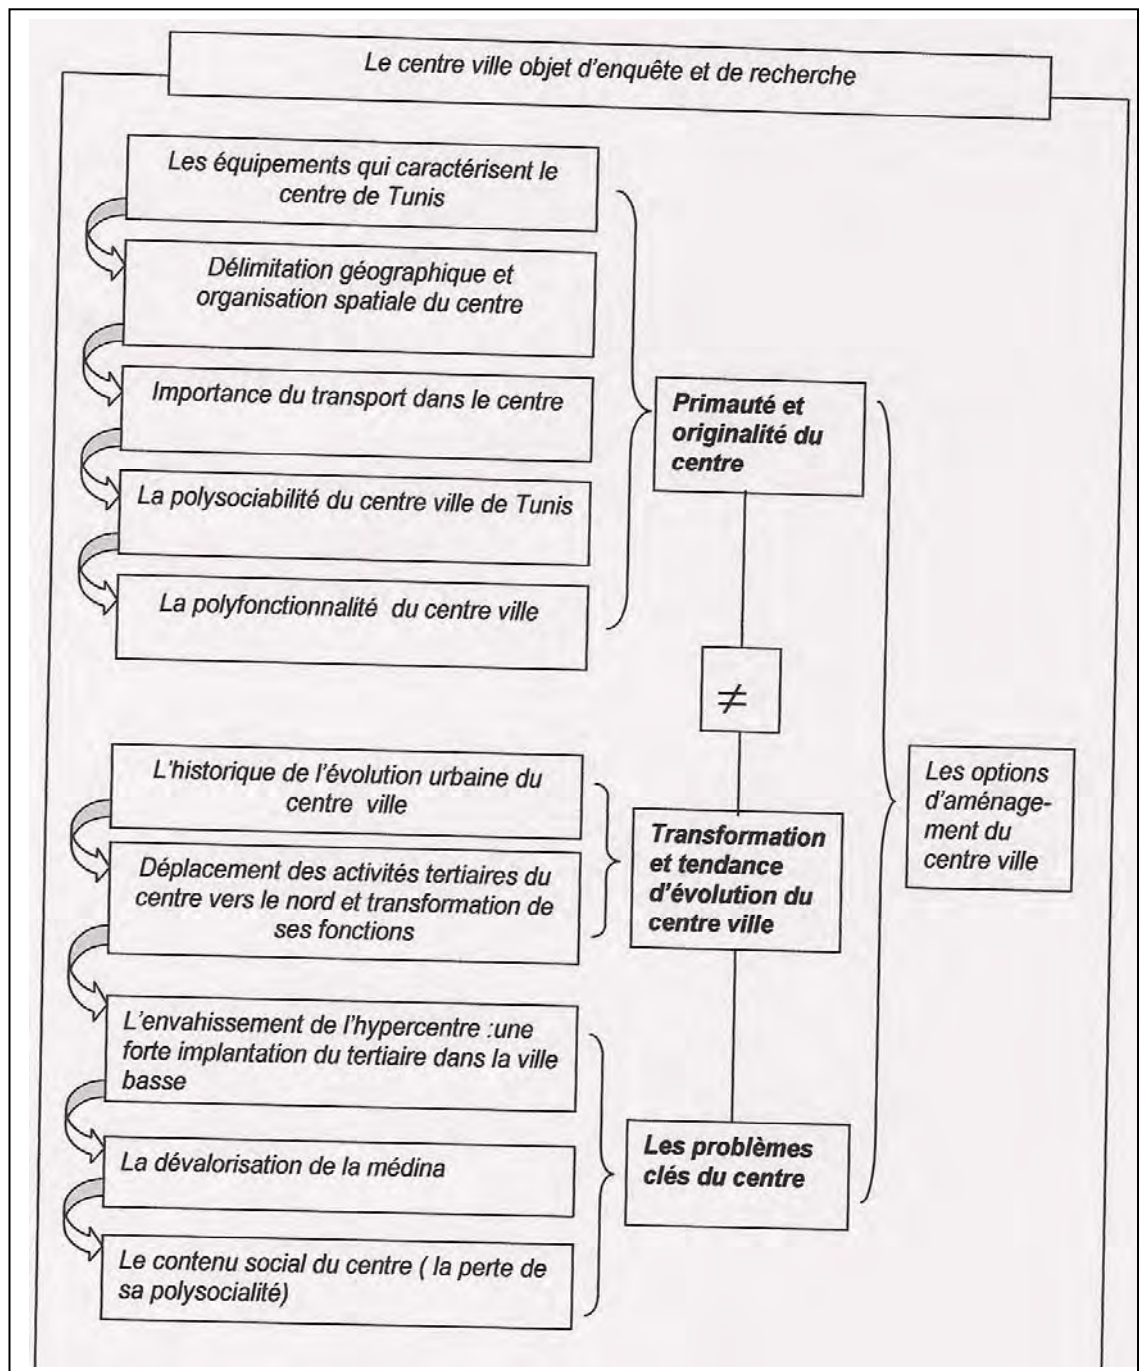 Le centre ville objet d'enquête et de recherche
Les équipements qui caractérisent le
centre de Tunis
Délimitation géographique et
organisation spatiale du centre
Importance du transport dans le centre
La polysociabilité du centre ville de Tunis
La polyfonctionnalité du centre ville
Primauté et
originalité du
centre
≠
L'historique de l'évolution urbaine du
centre ville
Déplacement des activités tertiaires du
centre vers le nord et transformation de
ses fonctions
Transformation
et tendance
d'évolution du
centre ville
L'envahissement de l'hypercentre :une
forte implantation du tertiaire dans la ville
basse
La dévalorisation de la médina
Le contenu social du centre ( la perte de
sa polysocialité)
Les problèmes
clés du centre
Les options
d'aménage-
ment du
centre ville